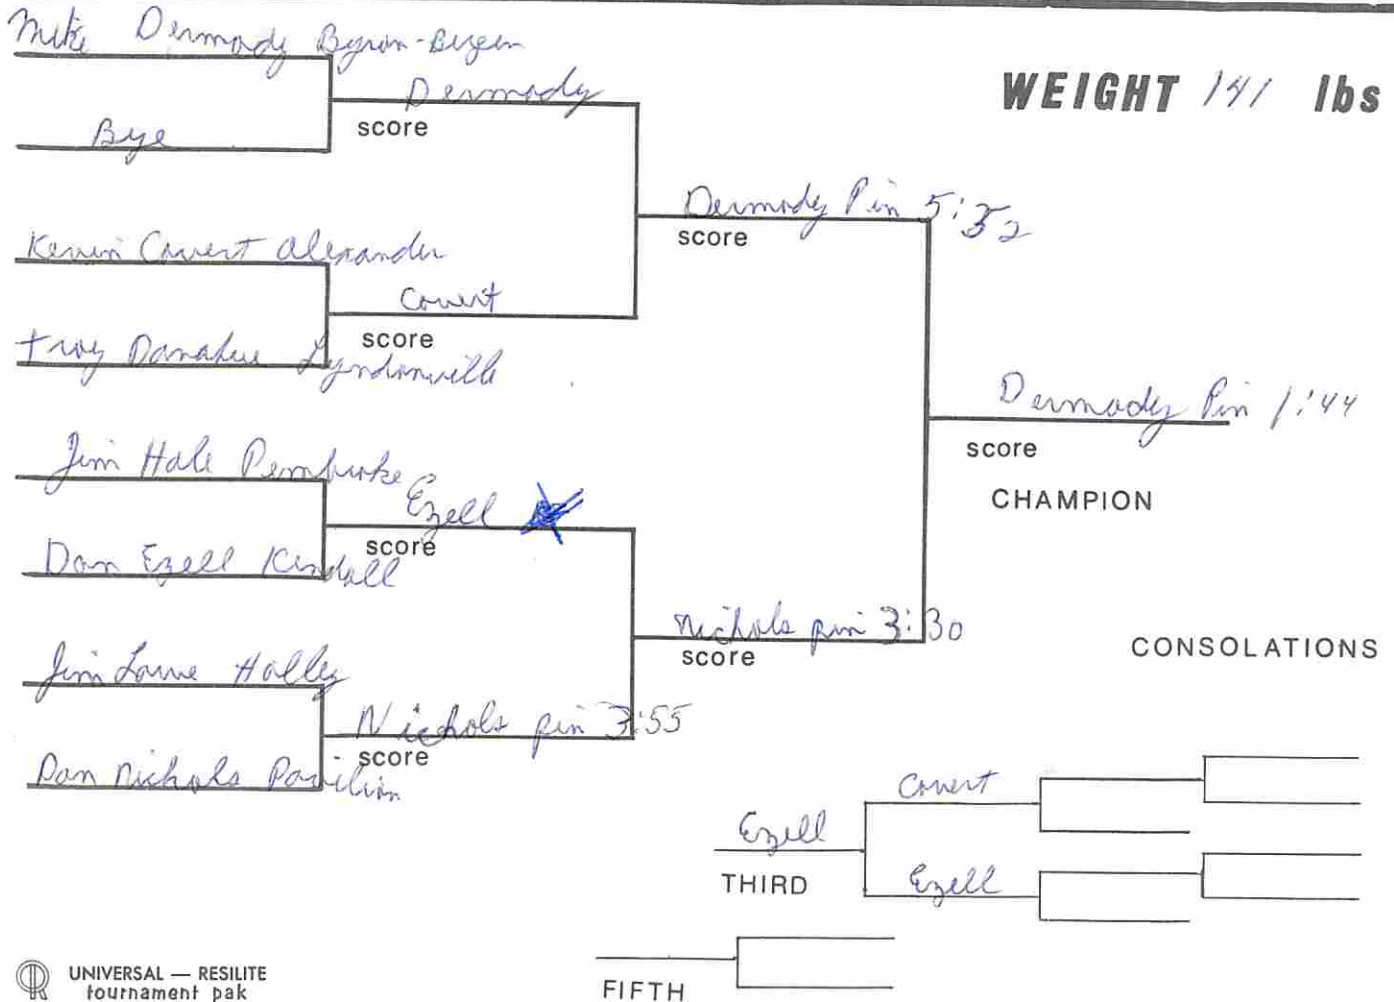 Mike Dermody Byron-Bergen
Dermody
WEIGHT 141 lbs
score
Bye
Dermody Pin 5:32
score
Kevin Covert Alexander
Covert
score
Troy Donahue Lyndonville
Dermody Pin 1:44
score
CHAMPION
Jim Hale Pembroke
Ezell
score
Dan Ezell Kendall
Nichols pin 3:30
score
CONSOLATIONS
Jim Holley
Nichols pin 3:55
score
Dan Nichols Pavilion
Covert
Ezell
THIRD
Ezell
FIFTH
UNIVERSAL — RESILITE
tournament pak